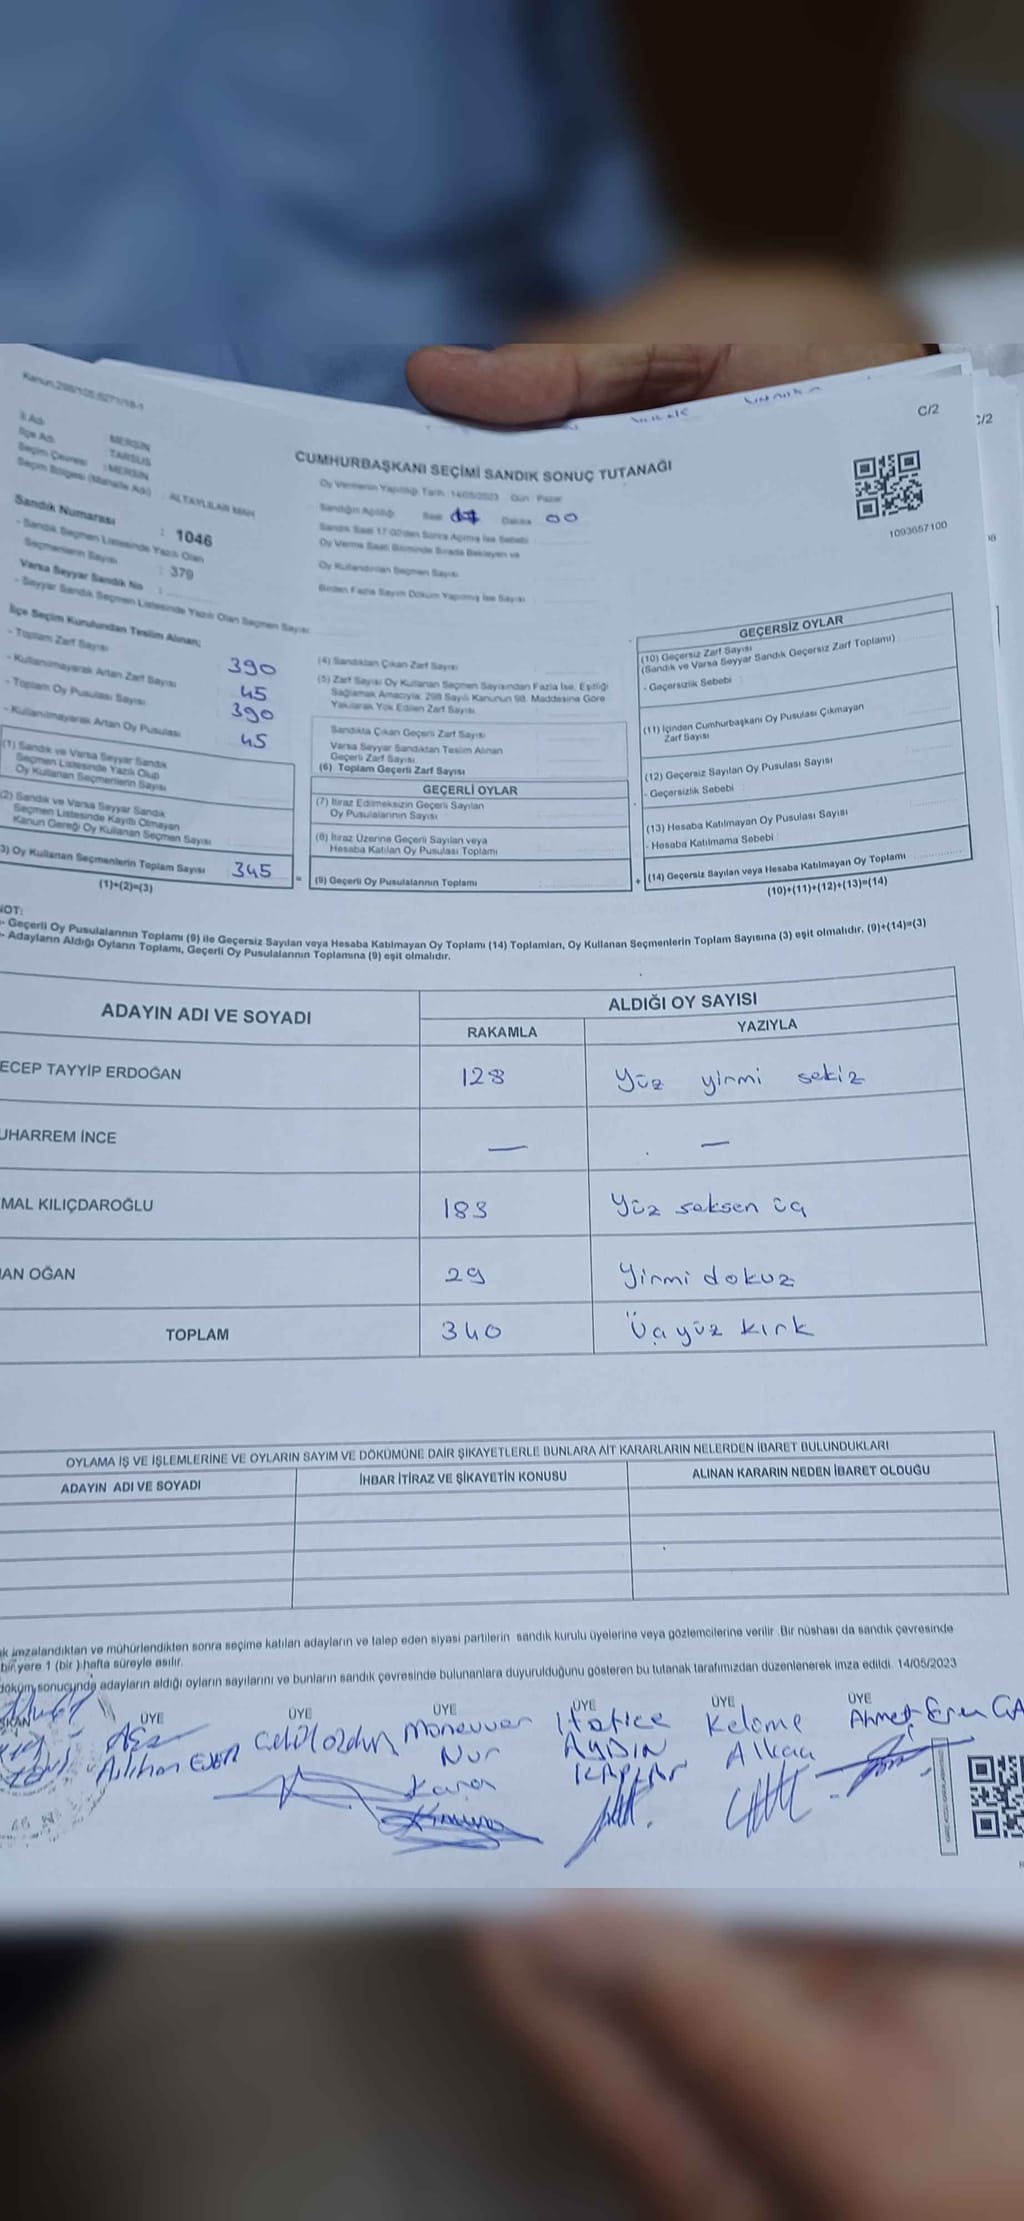 Kanun:298/105,6271/18-1
C/2
İl Adı : MERSİN
İlçe Adı : TARSUS
Seçim Çevresi : MERSİN
Seçim Bölgesi (Mahalle Adı) : ALTAYLILAR MAH
Sandık Numarası : 1046
- Sandık Seçmen Listesinde Yazılı Olan
Seçmenlerin Sayısı : 379
Varsa Seyyar Sandık No :
- Seyyar Sandık Seçmen Listesinde Yazılı Olan Seçmen Sayısı
CUMHURBAŞKANI SEÇİMİ SANDIK SONUÇ TUTANAĞI
Oy Vermenin Yapıldığı Tarih : 14/05/2023 Gün : Pazar
Sandığın Açıldığı Saat 17 Dakika 00
Sandık Saat 17:00'den Sonra Açılmış İse Sebebi
Oy Verme Saati Bitiminde Sırada Bekleyen ve
Oy Kullandırılan Seçmen Sayısı
Birden Fazla Sayım Döküm Yapılmış İse Sayısı
1093657100
İlçe Seçim Kurulundan Teslim Alınan;
- Toplam Zarf Sayısı 390
- Kullanılmayarak Artan Zarf Sayısı 45
- Toplam Oy Pusulası Sayısı 390
- Kullanılmayarak Artan Oy Pusulası 45
(1) Sandık ve Varsa Seyyar Sandık
Seçmen Listesinde Yazılı Olup
Oy Kullanan Seçmenlerin Sayısı
(2) Sandık ve Varsa Seyyar Sandık
Seçmen Listesinde Kayıtlı Olmayan
Kanun Gereği Oy Kullanan Seçmen Sayısı
3) Oy Kullanan Seçmenlerin Toplam Sayısı 345
(1)+(2)=(3)
(4) Sandıktan Çıkan Zarf Sayısı
(5) Zarf Sayısı Oy Kullanan Seçmen Sayısından Fazla İse, Eşitliği
Sağlamak Amacıyla, 298 Sayılı Kanunun 98. Maddesine Göre
Yakılarak Yok Edilen Zarf Sayısı
Sandıkta Çıkan Geçerli Zarf Sayısı
Varsa Seyyar Sandıktan Teslim Alınan
Geçerli Zarf Sayısı
(6) Toplam Geçerli Zarf Sayısı
GEÇERLİ OYLAR
(7) İtiraz Edilmeksizin Geçerli Sayılan
Oy Pusulalarının Sayısı
(8) İtiraz Üzerine Geçerli Sayılan veya
Hesaba Katılan Oy Pusulası Toplamı
(9) Geçerli Oy Pusulalarının Toplamı
GEÇERSİZ OYLAR
(10) Geçersiz Zarf Sayısı
(Sandık ve Varsa Seyyar Sandık Geçersiz Zarf Toplamı)
- Geçersizlik Sebebi
(11) İçinden Cumhurbaşkanı Oy Pusulası Çıkmayan
Zarf Sayısı
(12) Geçersiz Sayılan Oy Pusulası Sayısı
- Geçersizlik Sebebi
(13) Hesaba Katılmayan Oy Pusulası Sayısı
- Hesaba Katılmama Sebebi
(14) Geçersiz Sayılan veya Hesaba Katılmayan Oy Toplamı
(10)+(11)+(12)+(13)=(14)
NOT:
- Geçerli Oy Pusulalarının Toplamı (9) ile Geçersiz Sayılan veya Hesaba Katılmayan Oy Toplamı (14) Toplamları, Oy Kullanan Seçmenlerin Toplam Sayısına (3) eşit olmalıdır. (9)+(14)=(3)
- Adayların Aldığı Oyların Toplamı, Geçerli Oy Pusulalarının Toplamına (9) eşit olmalıdır.
ADAYIN ADI VE SOYADI
ALDIĞI OY SAYISI
RAKAMLA YAZIYLA
ECEP TAYYİP ERDOĞAN 128 Yüz yirmi sekiz
UHARREM İNCE — —
MAL KILIÇDAROĞLU 183 Yüz seksen üç
AN OĞAN 29 Yirmi dokuz
TOPLAM 340 Üçyüz kırk
OYLAMA İŞ VE İŞLEMLERİNE VE OYLARIN SAYIM VE DÖKÜMÜNE DAİR ŞİKAYETLERLE BUNLARA AİT KARARLARIN NELERDEN İBARET BULUNDUKLARI
ADAYIN ADI VE SOYADI İHBAR İTİRAZ VE ŞİKAYETİN KONUSU ALINAN KARARIN NEDEN İBARET OLDUĞU
k imzalandıktan ve mühürlendikten sonra seçime katılan adayların ve talep eden siyasi partilerin sandık kurulu üyelerine veya gözlemcilerine verilir .Bir nüshası da sandık çevresinde
bir yere 1 (bir ) hafta süreyle asılır.
döküm sonucunda adayların aldığı oyların sayılarını ve bunların sandık çevresinde bulunanlara duyurulduğunu gösteren bu tutanak tarafımızdan düzenlenerek imza edildi. 14/05/2023
ÜYE ÜYE ÜYE ÜYE ÜYE ÜYE
Münevver Hatice Kelame Ahmet Eren
Nur AYDIN Alkaç
Kara KAPLAN